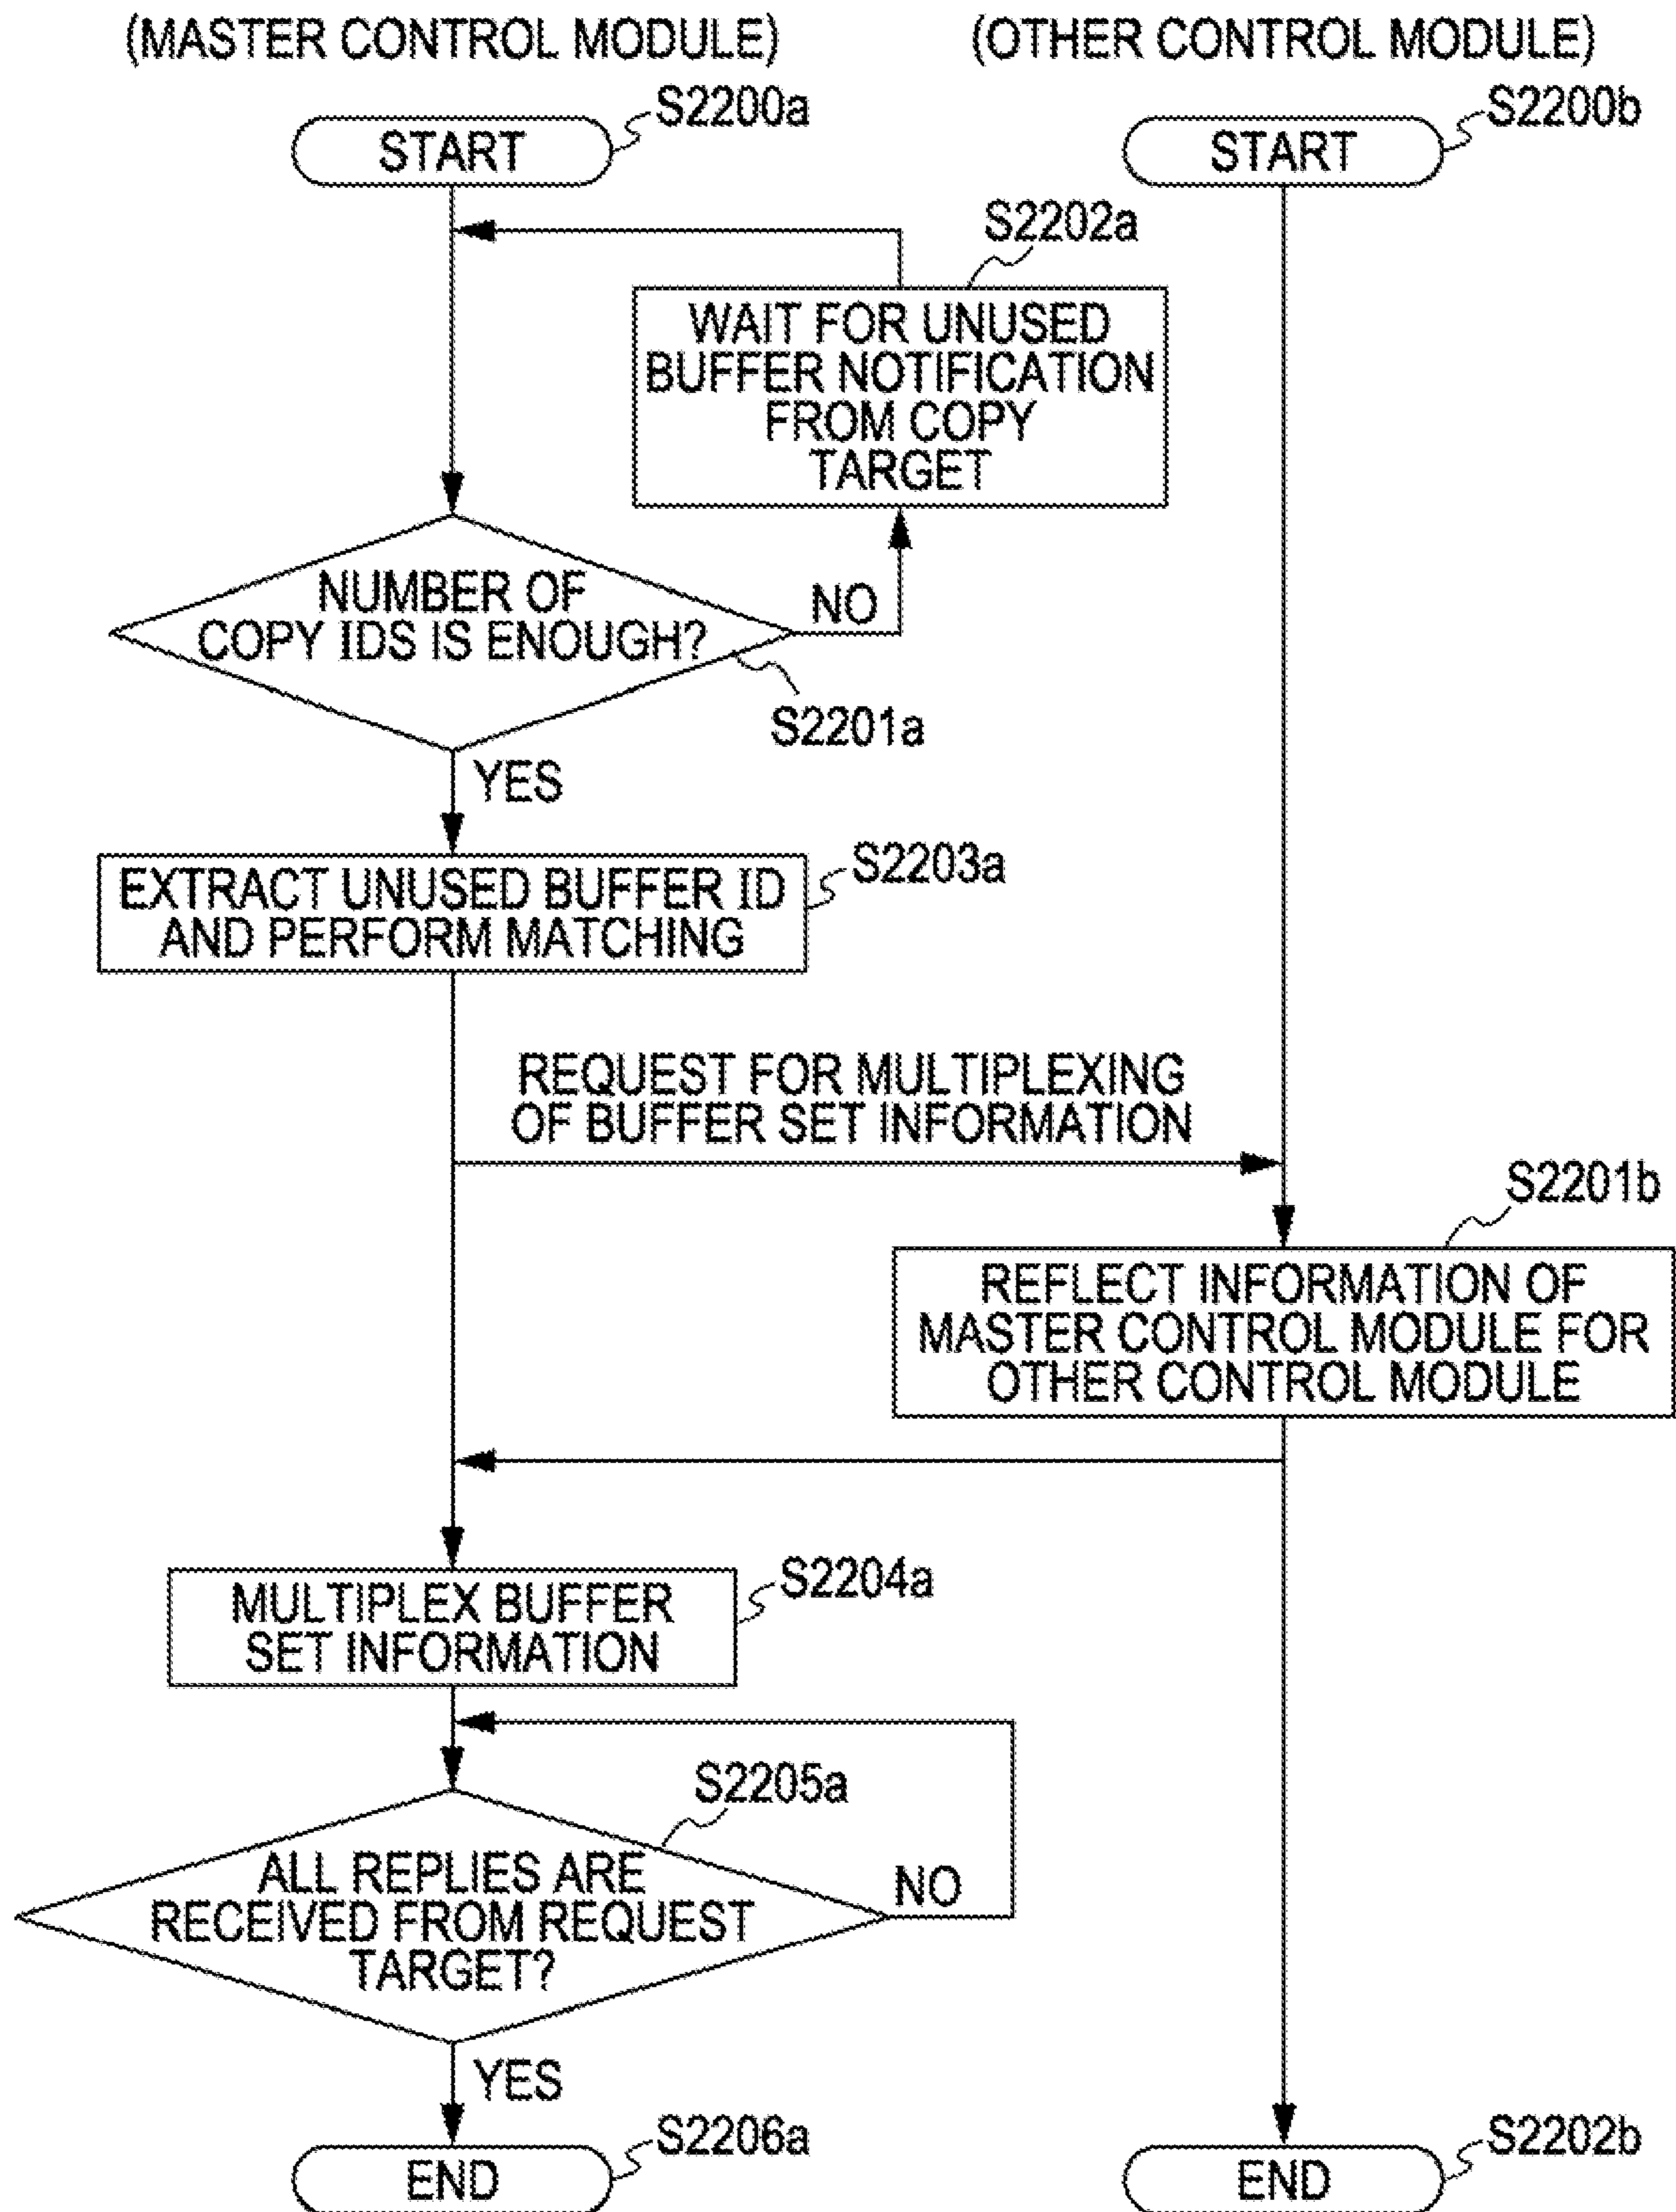 (MASTER CONTROL MODULE)
(OTHER CONTROL MODULE)
S2200a
S2200b
START
START
S2202a
WAIT FOR UNUSED
BUFFER NOTIFICATION
FROM COPY
TARGET
NUMBER OF
COPY IDS IS ENOUGH?
NO
S2201a
YES
S2203a
EXTRACT UNUSED BUFFER ID
AND PERFORM MATCHING
REQUEST FOR MULTIPLEXING
OF BUFFER SET INFORMATION
S2201b
REFLECT INFORMATION OF
MASTER CONTROL MODULE FOR
OTHER CONTROL MODULE
S2204a
MULTIPLEX BUFFER
SET INFORMATION
S2205a
ALL REPLIES ARE
RECEIVED FROM REQUEST
TARGET?
NO
YES
S2206a
S2202b
END
END